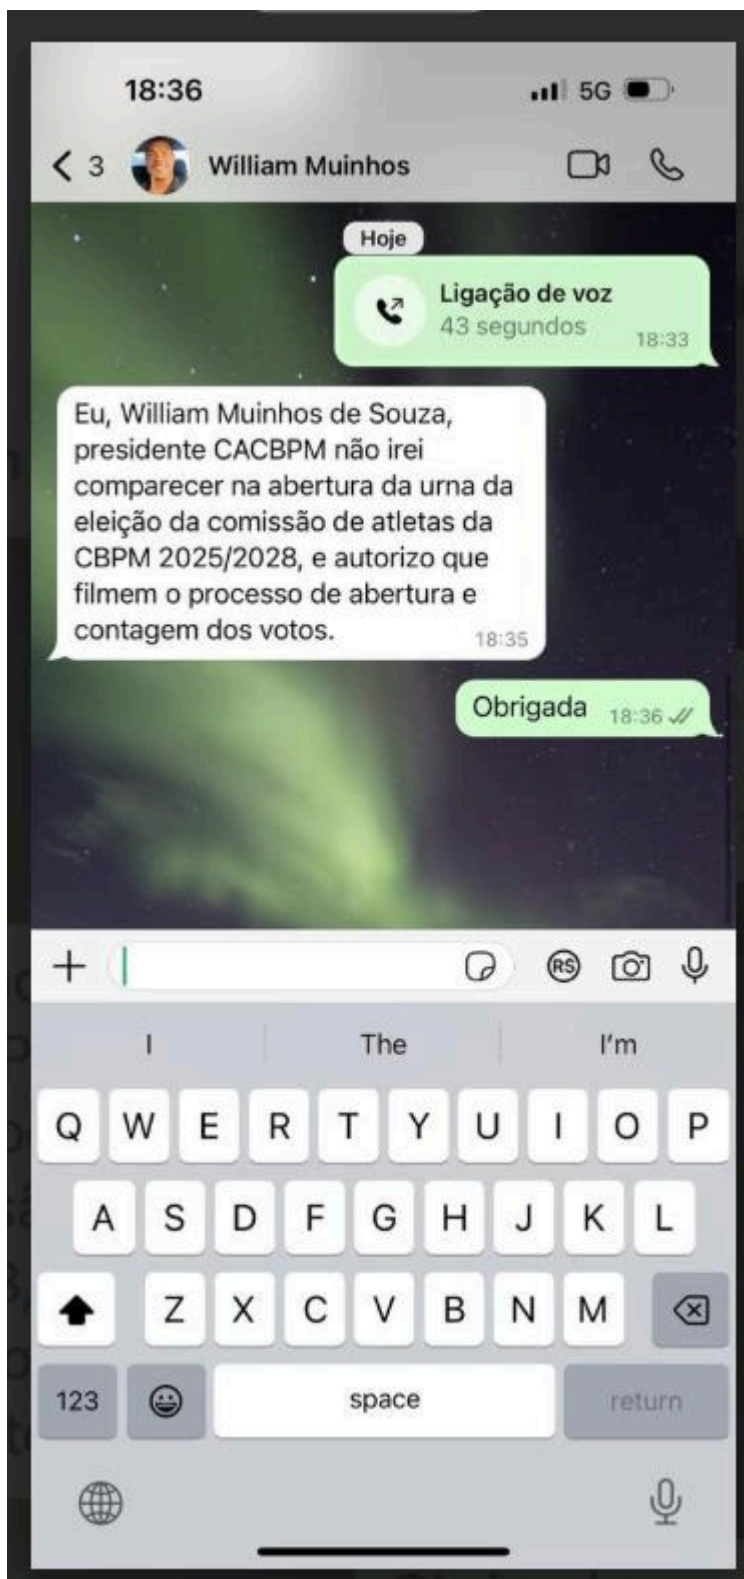 18:36
5G
3
William Muinhos
Hoje
Ligação de voz
43 segundos
18:33
Eu, William Muinhos de Souza,
presidente CACBPM não irei
comparecer na abertura da urna da
eleição da comissão de atletas da
CBPM 2025/2028, e autorizo que
filmem o processo de abertura e
contagem dos votos.
18:35
Obrigada
18:36
RS
I The I'm
Q W E R T Y U I O P
A S D F G H J K L
Z X C V B N M
123 space return